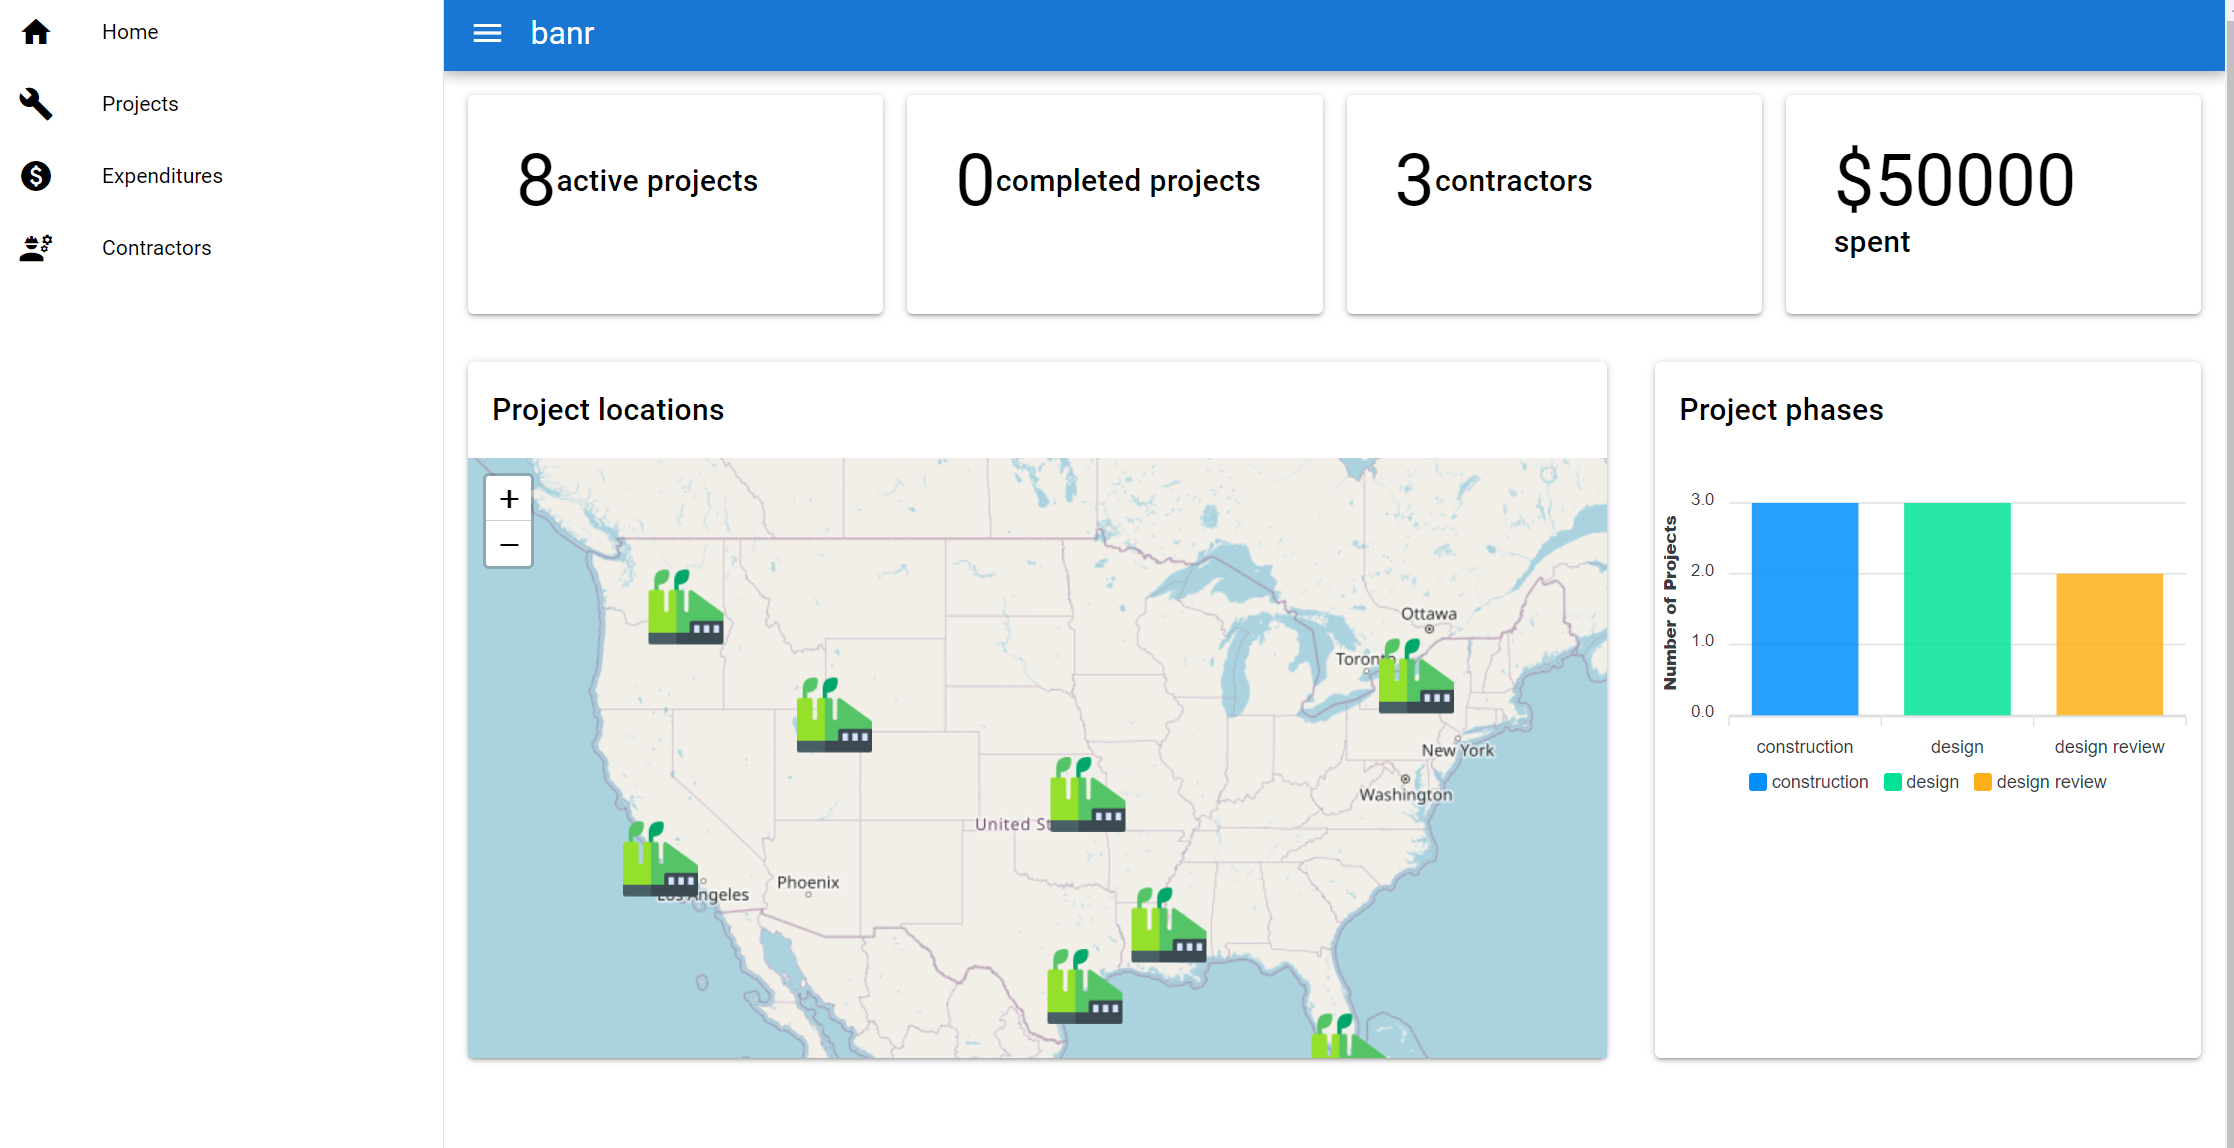 Home
Projects
Expenditures
Contractors
banr
8 active projects
0 completed projects
3 contractors
$50000
spent
Project locations
+
−
Ottawa
Toronto
New York
Washington
United St
Los Angeles
Phoenix
Project phases
Number of Projects
3.0
2.0
1.0
0.0
construction design design review
construction design design review